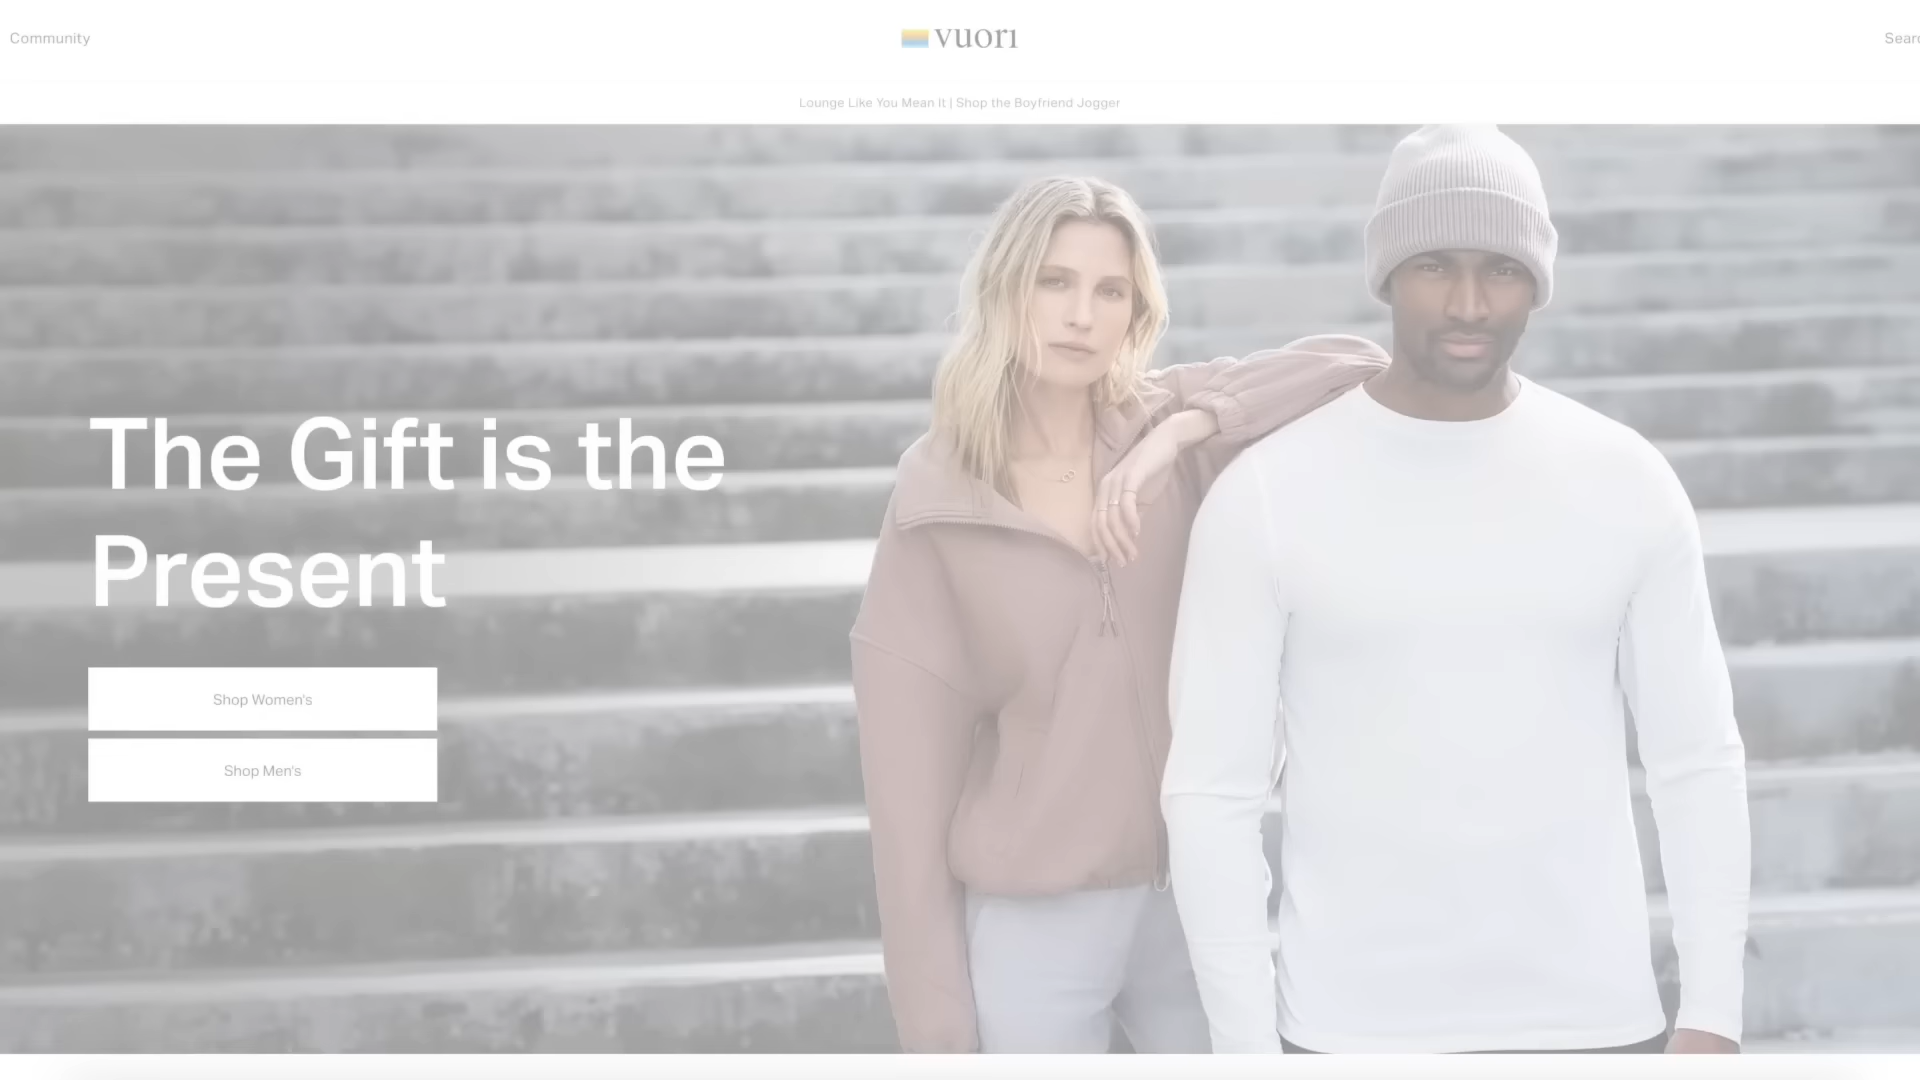 Community
vuori
Sear
Lounge Like You Mean It | Shop the Boyfriend Jogger
The Gift is the
Present
Shop Women's
Shop Men's